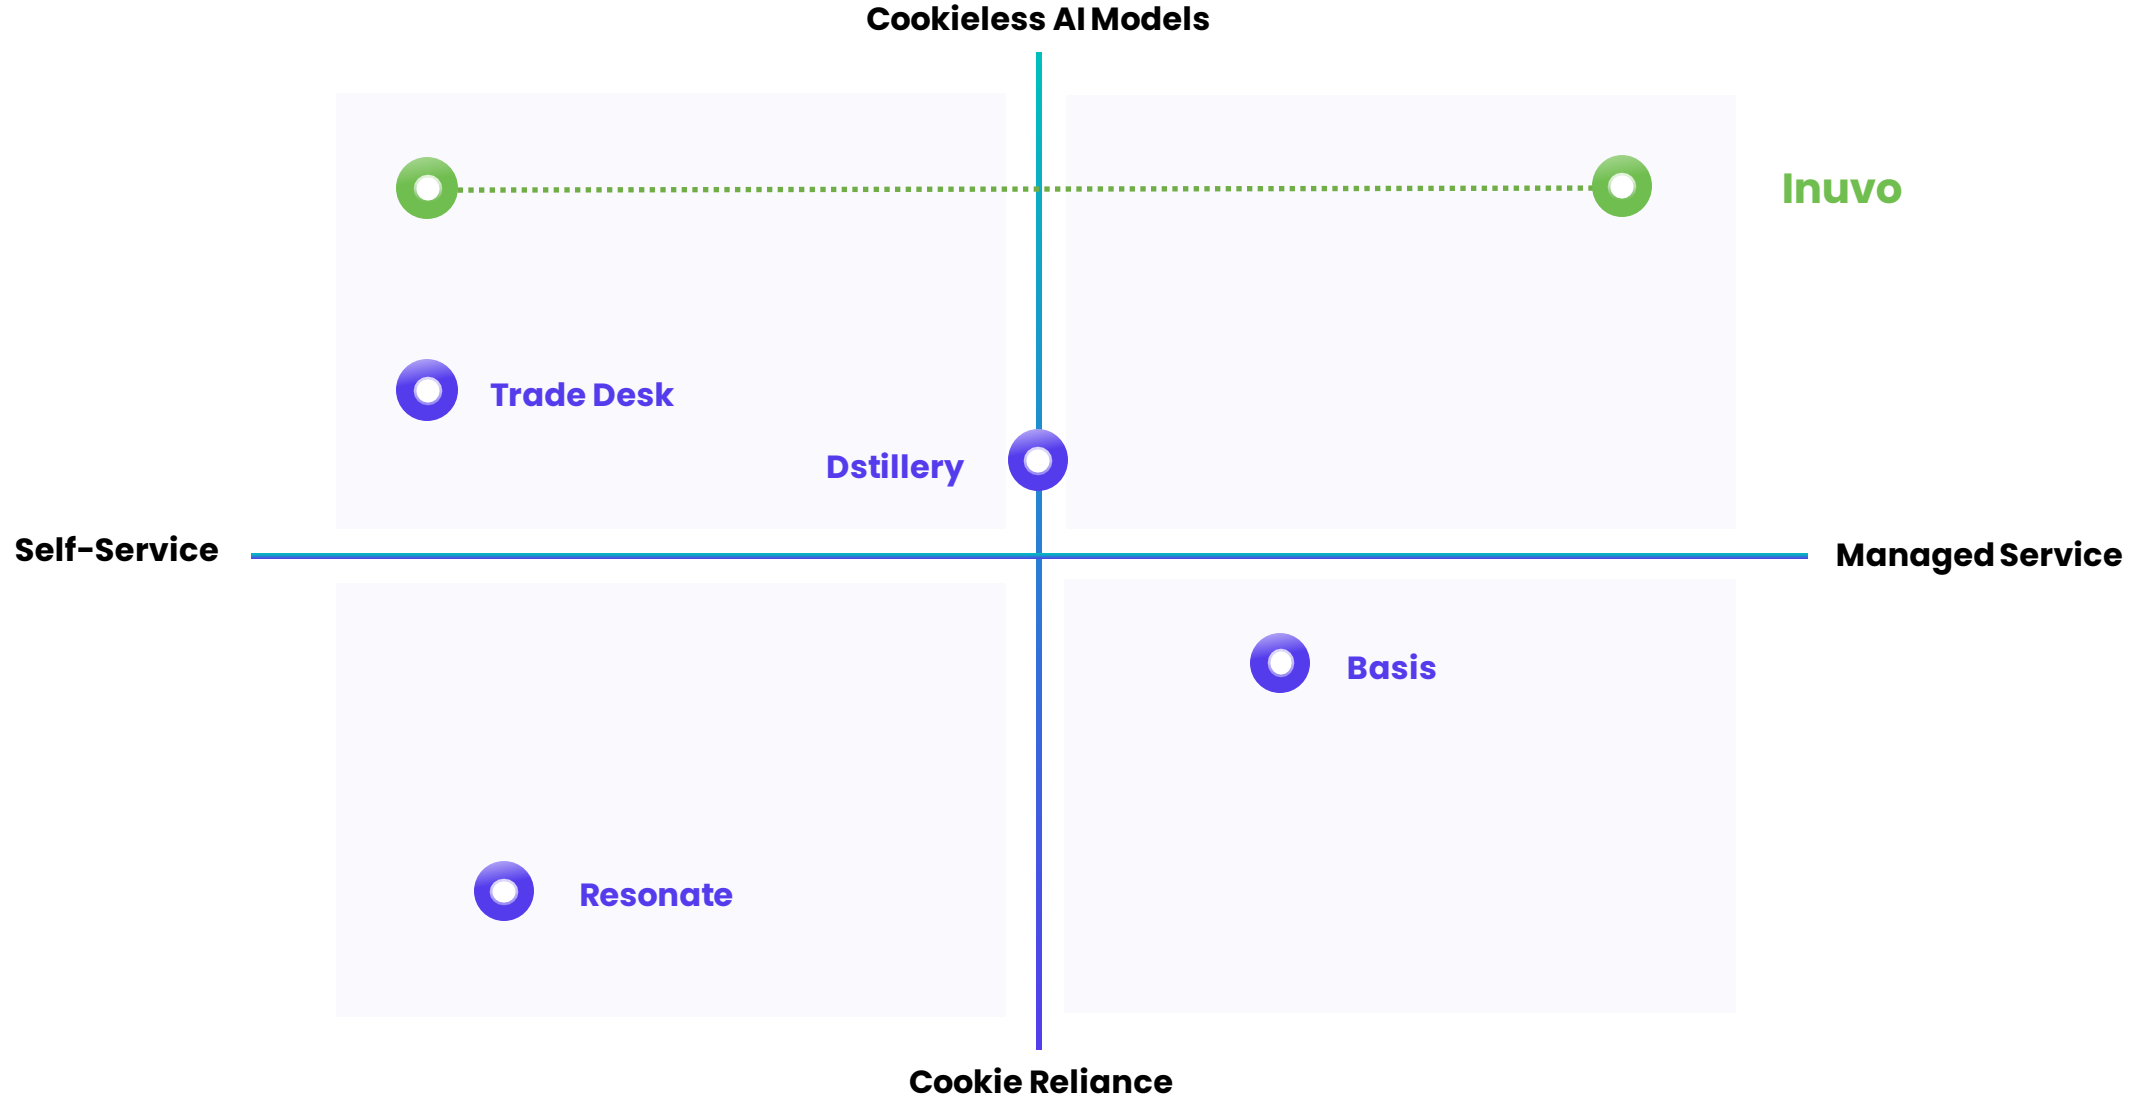 Cookieless AI Models
Inuvo
Trade Desk
Dstillery
Self-Service
Managed Service
Basis
Resonate
Cookie Reliance